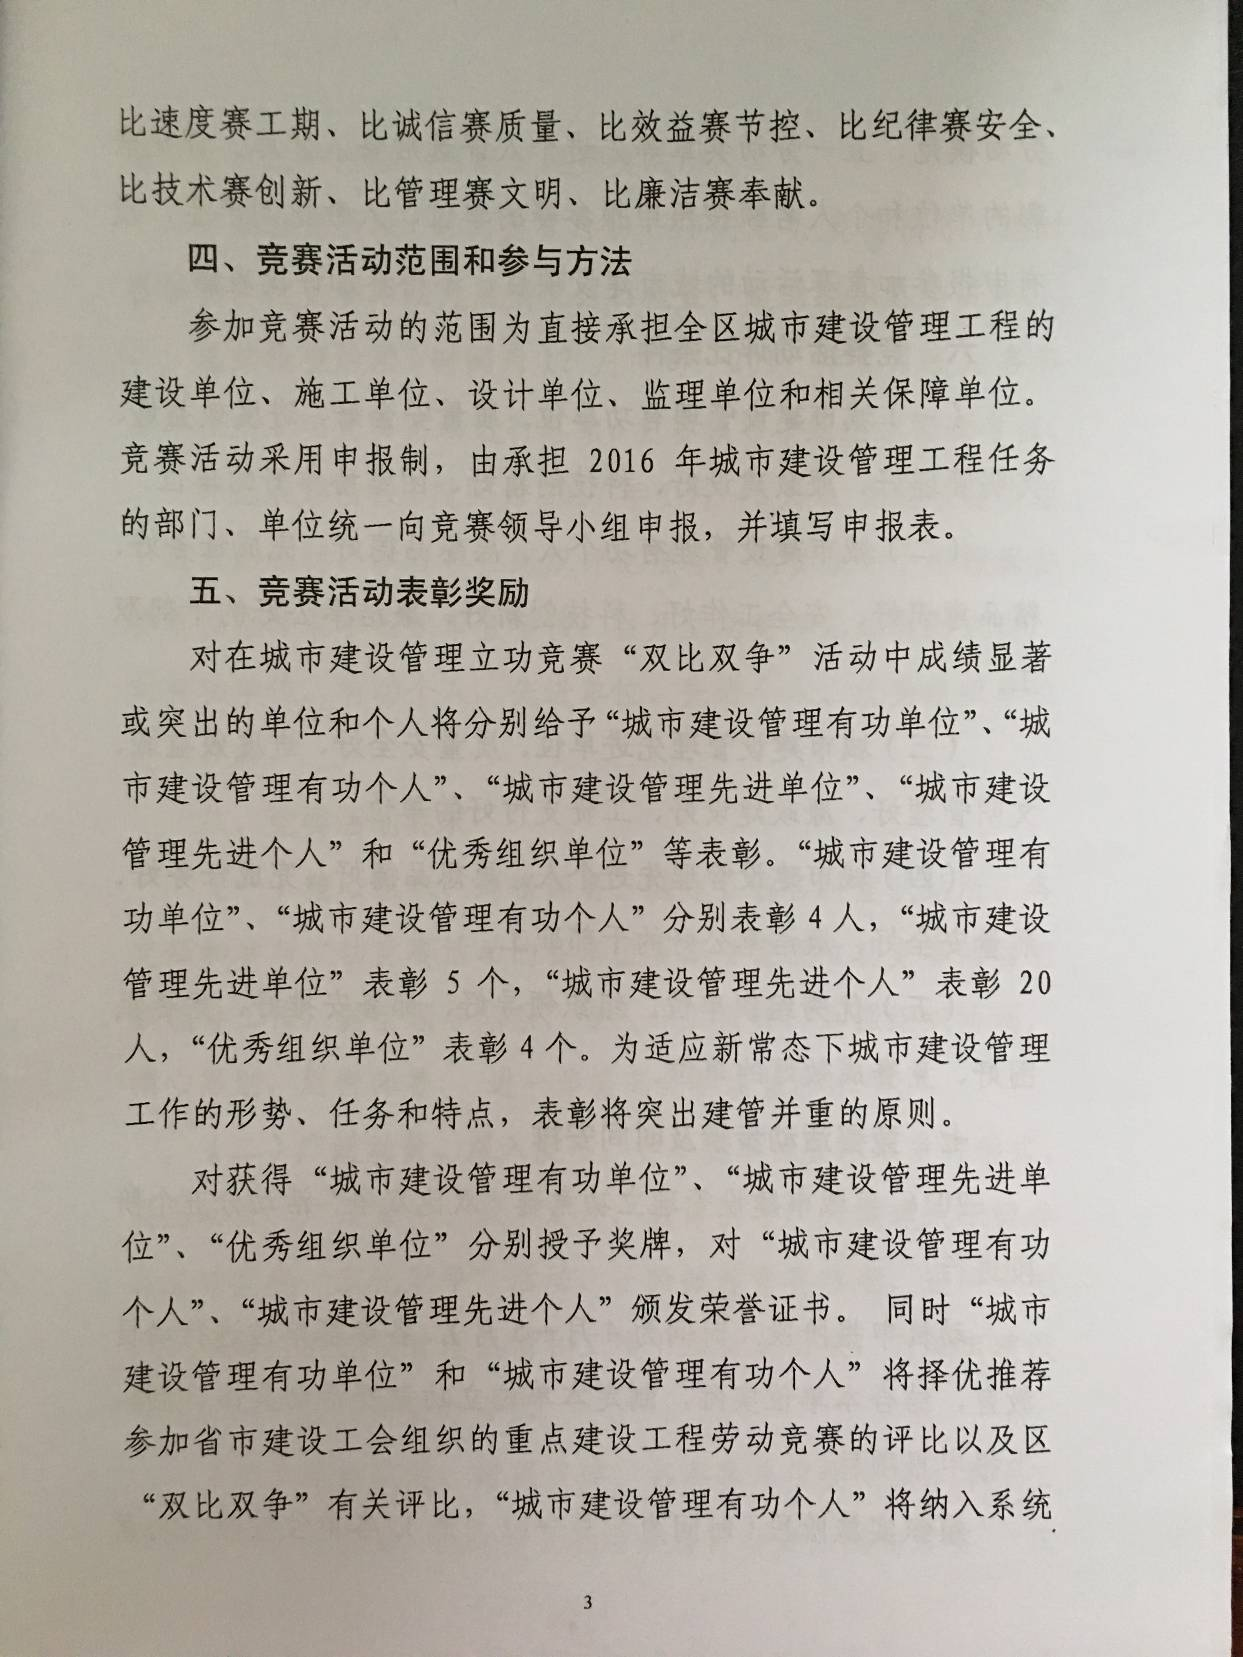 比速度赛工期、比诚信赛质量、比效益赛节控、比纪律赛安全、
比技术赛创新、比管理赛文明、比廉洁赛奉献。
四、竞赛活动范围和参与方法
参加竞赛活动的范围为直接承担全区城市建设管理工程的
建设单位、施工单位、设计单位、监理单位和相关保障单位。
竞赛活动采用申报制，由承担 2016 年城市建设管理工程任务
的部门、单位统一向竞赛领导小组申报，并填写申报表。
五、竞赛活动表彰奖励
对在城市建设管理立功竞赛“双比双争”活动中成绩显著
或突出的单位和个人将分别给予“城市建设管理有功单位”、“城
市建设管理有功个人”、“城市建设管理先进单位”、“城市建设
管理先进个人”和“优秀组织单位”等表彰。“城市建设管理有
功单位”、“城市建设管理有功个人”分别表彰 4 人，“城市建设
管理先进单位”表彰 5 个，“城市建设管理先进个人”表彰 20
人，“优秀组织单位”表彰 4 个。为适应新常态下城市建设管理
工作的形势、任务和特点，表彰将突出建管并重的原则。
对获得“城市建设管理有功单位”、“城市建设管理先进单
位”、“优秀组织单位”分别授予奖牌，对“城市建设管理有功
个人”、“城市建设管理先进个人”颁发荣誉证书。 同时“城市
建设管理有功单位”和“城市建设管理有功个人”将择优推荐
参加省市建设工会组织的重点建设工程劳动竞赛的评比以及区
“双比双争”有关评比，“城市建设管理有功个人”将纳入系统
3